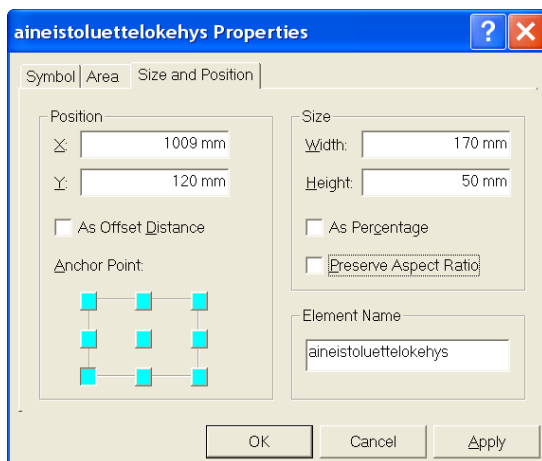 aineistoluettelokehys Properties
?
Symbol Area Size and Position
Position
X: 1009 mm
Y: 120 mm
As Offset Distance
Anchor Point:
Size
Width: 170 mm
Height: 50 mm
As Percentage
Preserve Aspect Ratio
Element Name
aineistoluettelokehys
OK Cancel Apply